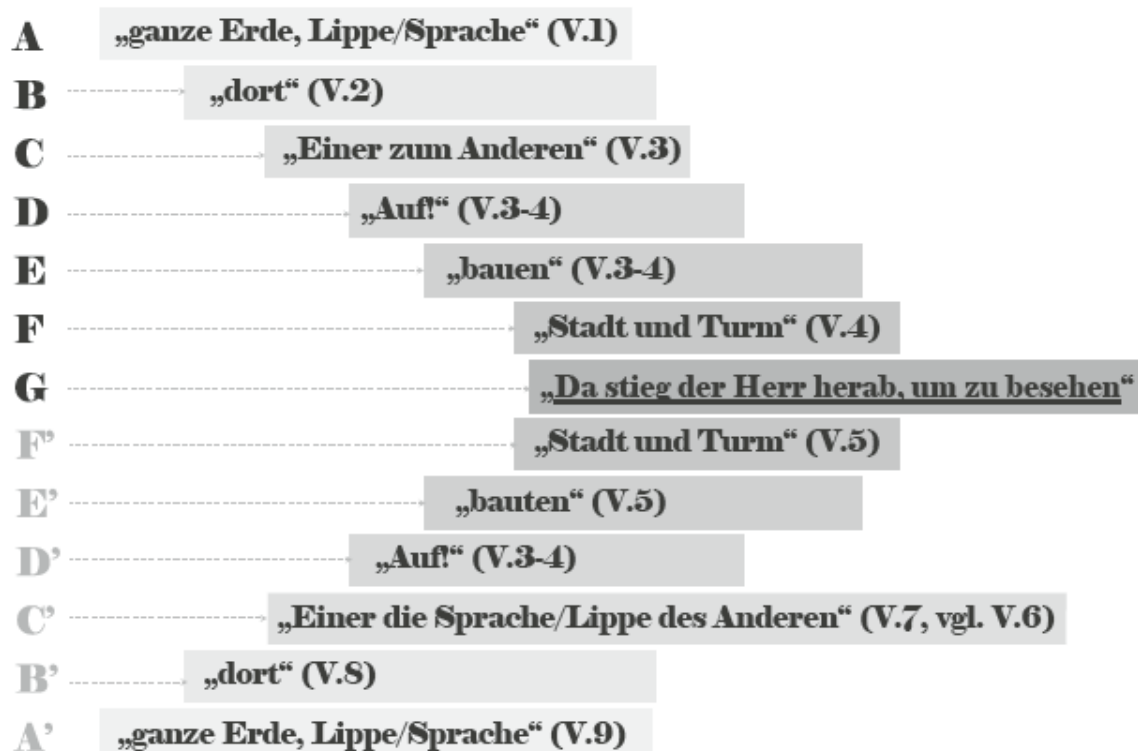 A „ganze Erde, Lippe/Sprache“ (V.1)
B „dort“ (V.2)
C „Einer zum Anderen“ (V.3)
D „Auf!“ (V.3-4)
E „bauen“ (V.3-4)
F „Stadt und Turm“ (V.4)
G „Da stieg der Herr herab, um zu besehen“
F’ „Stadt und Turm“ (V.5)
E’ „bauten“ (V.5)
D’ „Auf!“ (V.3-4)
C’ „Einer die Sprache/Lippe des Anderen“ (V.7, vgl. V.6)
B’ „dort“ (V.8)
A’ „ganze Erde, Lippe/Sprache“ (V.9)